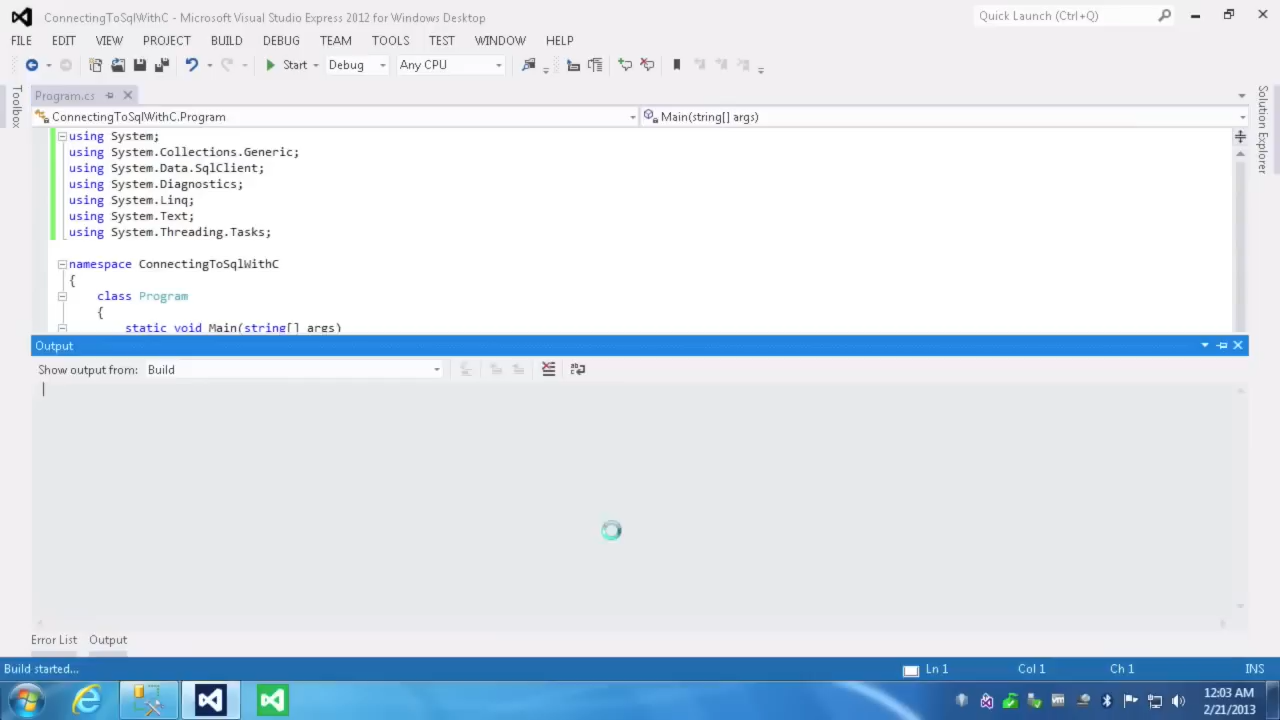 ConnectingToSqlWithC - Microsoft Visual Studio Express 2012 for Windows Desktop
Quick Launch (Ctrl+Q)
FILE EDIT VIEW PROJECT BUILD DEBUG TEAM TOOLS TEST WINDOW HELP
Start Debug Any CPU
Toolbox
Program.cs
Solution Explorer
ConnectingToSqlWithC.Program
Main(string[] args)
using System;
using System.Collections.Generic;
using System.Data.SqlClient;
using System.Diagnostics;
using System.Linq;
using System.Text;
using System.Threading.Tasks;
namespace ConnectingToSqlWithC
{
class Program
{
static void Main(string[] args)
Output
Show output from: Build
Error List Output
Build started...
Ln 1 Col 1 Ch 1 INS
12:03 AM
2/21/2013